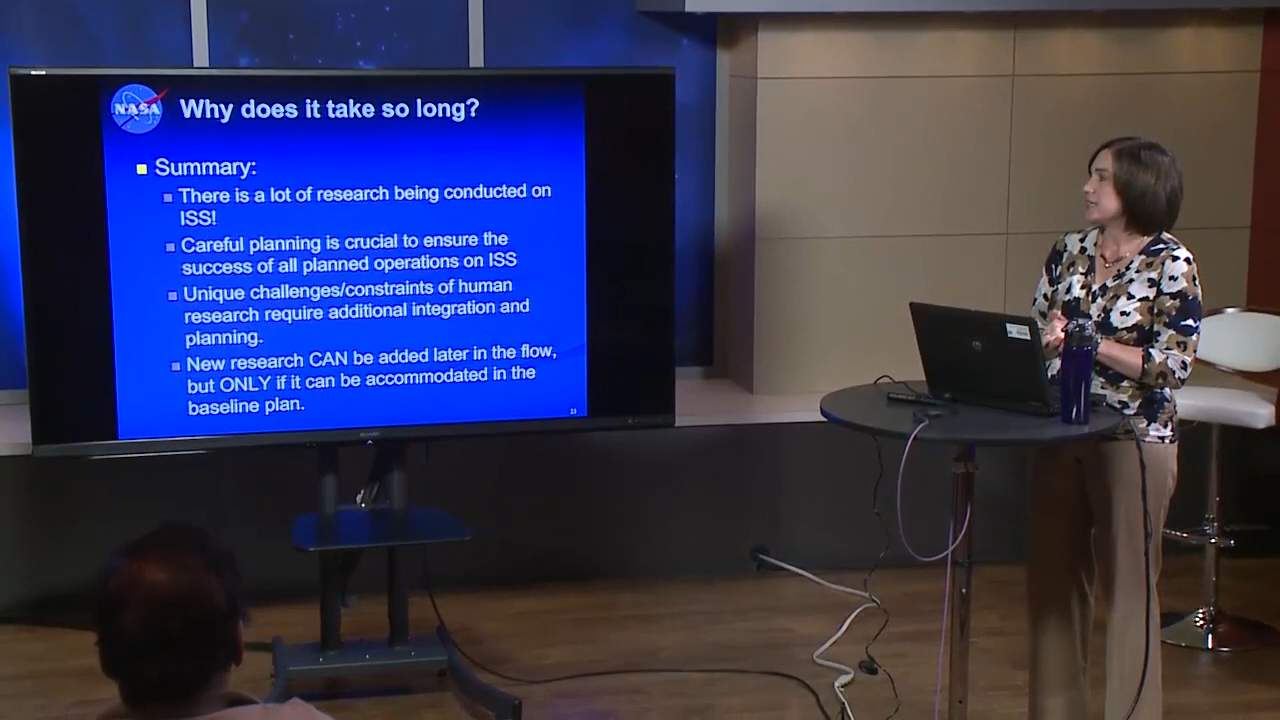 NASA
Why does it take so long?
Summary:
There is a lot of research being conducted on
ISS!
Careful planning is crucial to ensure the
success of all planned operations on ISS
Unique challenges/constraints of human
research require additional integration and
planning.
New research CAN be added later in the flow,
but ONLY if it can be accommodated in the
baseline plan.
23